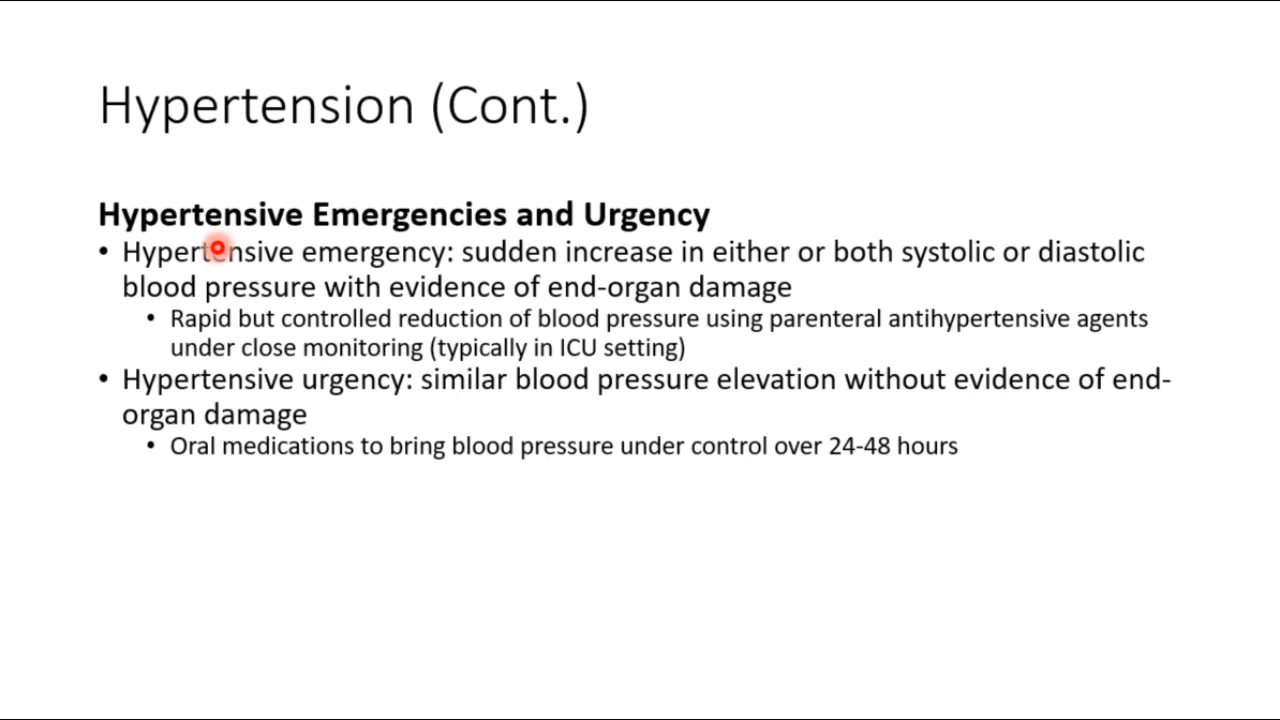 Hypertension (Cont.)
Hypertensive Emergencies and Urgency
• Hypertensive emergency: sudden increase in either or both systolic or diastolic
blood pressure with evidence of end-organ damage
• Rapid but controlled reduction of blood pressure using parenteral antihypertensive agents
under close monitoring (typically in ICU setting)
• Hypertensive urgency: similar blood pressure elevation without evidence of end-
organ damage
• Oral medications to bring blood pressure under control over 24-48 hours